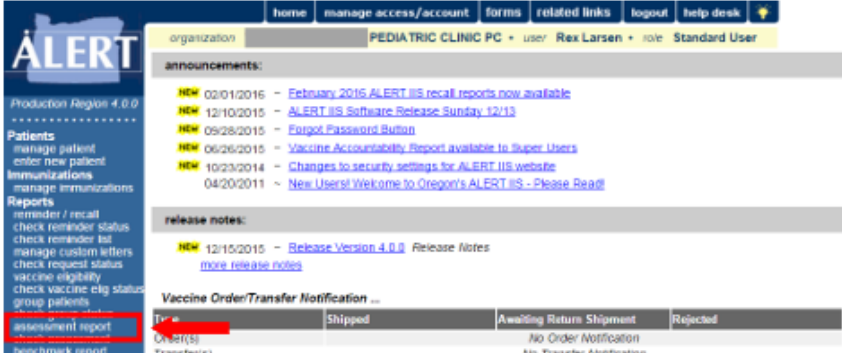 home manage access/account forms related links logout help desk
organization PEDIATRIC CLINIC PC • user Rex Larsen • role Standard User
ALERT
Production Region 4.0.0
Patients
manage patient
enter new patient
Immunizations
manage immunizations
Reports
reminder / recall
check reminder status
check reminder list
manage custom letters
check request status
vaccine eligibility
check vaccine elig status
group patients
assessment report
benchmark report
announcements:
NEW 02/01/2016 ~ February 2016 ALERT IIS recall reports now available
NEW 12/10/2015 ~ ALERT IIS Software Release Sunday 12/13
NEW 09/28/2015 ~ Forgot Password Button
NEW 06/26/2015 ~ Vaccine Accountability Report available to Super Users
NEW 10/23/2014 ~ Changes to security settings for ALERT IIS website
04/20/2011 ~ New Users! Welcome to Oregon's ALERT IIS - Please Read!
release notes:
NEW 12/15/2015 ~ Release Version 4.0.0 Release Notes
more release notes
Vaccine Order/Transfer Notification ...
Type Shipped Awaiting Return Shipment Rejected
Order(s) No Order Notification
Transfer(s) No Transfer Notification